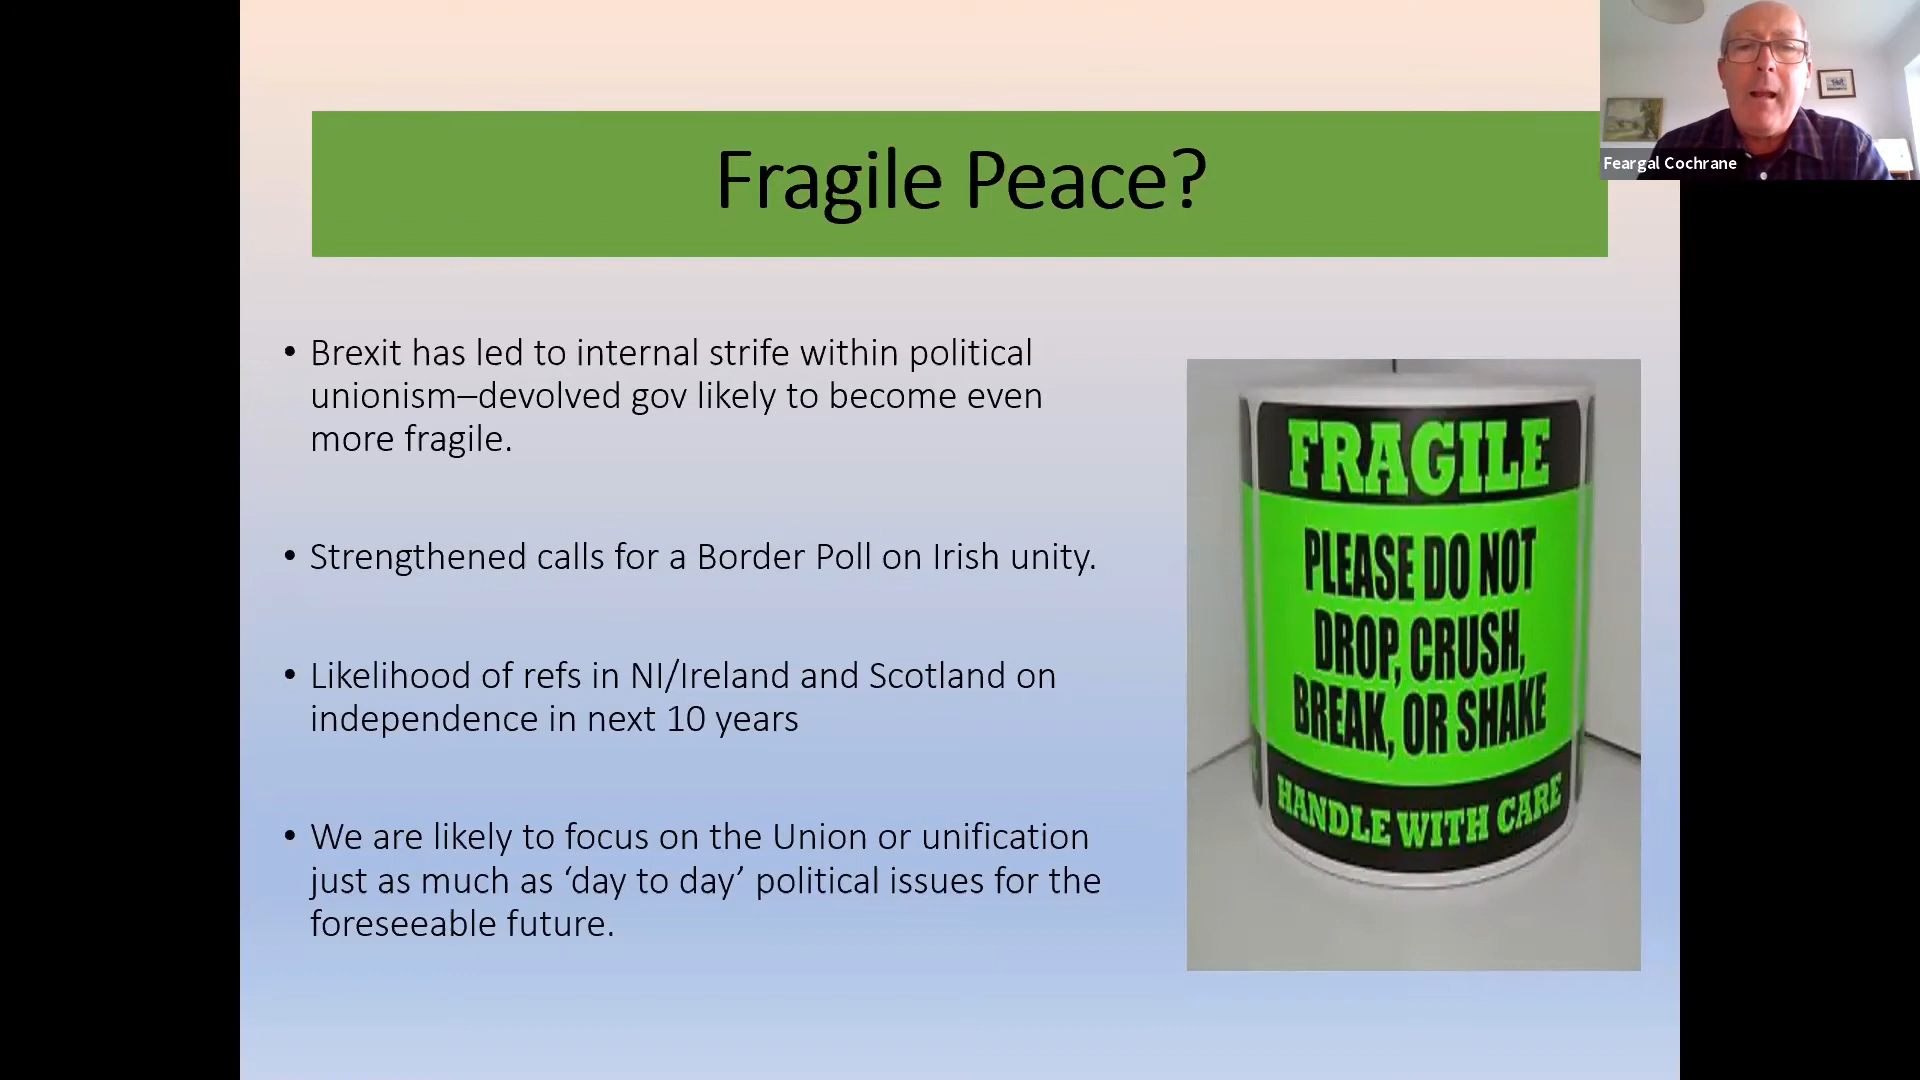 Fragile Peace?
Feargal Cochrane
• Brexit has led to internal strife within political
unionism–devolved gov likely to become even
more fragile.
• Strengthened calls for a Border Poll on Irish unity.
• Likelihood of refs in NI/Ireland and Scotland on
independence in next 10 years
• We are likely to focus on the Union or unification
just as much as ‘day to day’ political issues for the
foreseeable future.
FRAGILE
PLEASE DO NOT
DROP, CRUSH,
BREAK, OR SHAKE
HANDLE WITH CARE